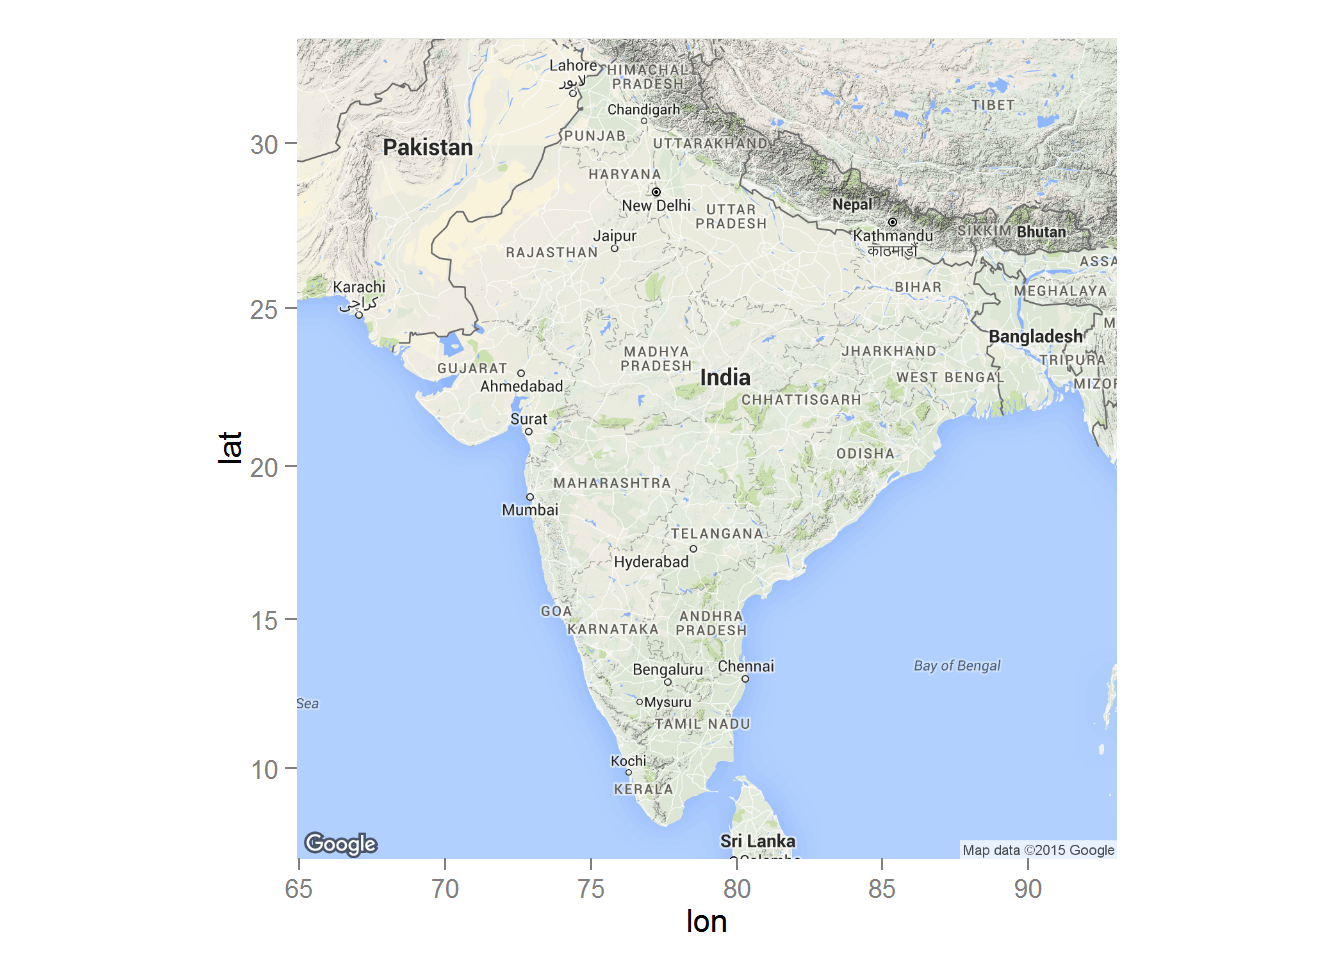 Lahore
لاہور
HIMACHAL
PRADESH
TIBET
Chandigarh
PUNJAB
UTTARAKHAND
30
Pakistan
HARYANA
New Delhi
Nepal
UTTAR
PRADESH
Jaipur
Kathmandu
काठमाडौं
SIKKIM
Bhutan
RAJASTHAN
ASSA
Karachi
کراچی
BIHAR
MEGHALAYA
25
M
Bangladesh
MADHYA
PRADESH
JHARKHAND
TRIPURA
GUJARAT
India
WEST BENGAL
MIZOR
Ahmedabad
CHHATTISGARH
Surat
lat
20
ODISHA
MAHARASHTRA
Mumbai
TELANGANA
Hyderabad
GOA
15
KARNATAKA
ANDHRA
PRADESH
Bengaluru
Chennai
Bay of Bengal
Sea
Mysuru
TAMIL NADU
Kochi
10
KERALA
Sri Lanka
Google
Map data ©2015 Google
65 70 75 80 85 90
lon